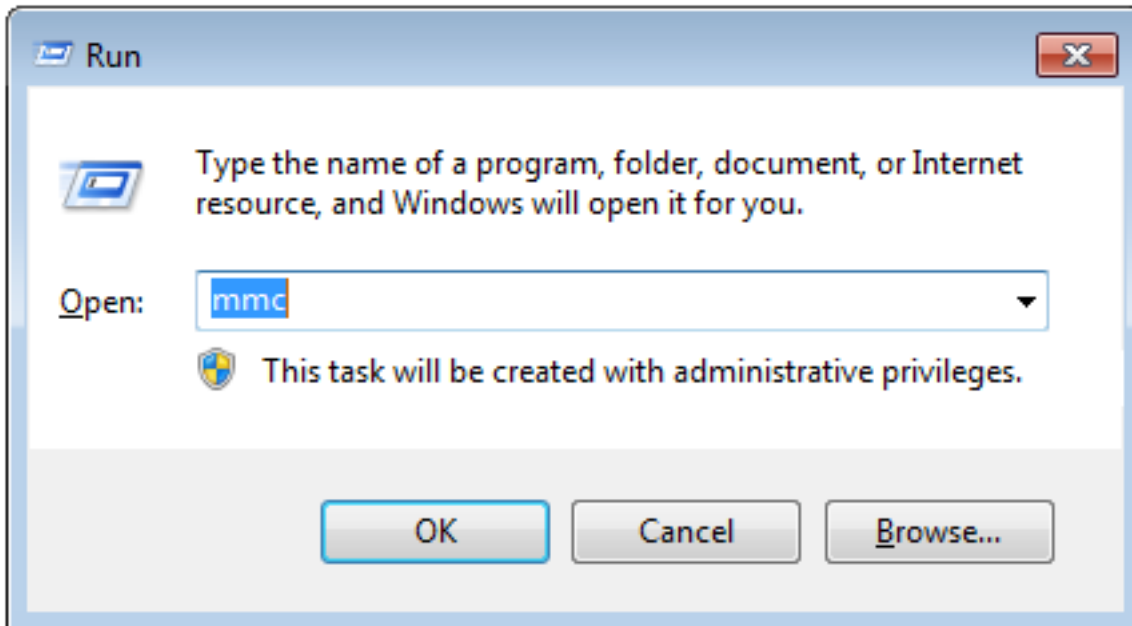 Run
Type the name of a program, folder, document, or Internet
resource, and Windows will open it for you.
Open: mmc
This task will be created with administrative privileges.
OK Cancel Browse...